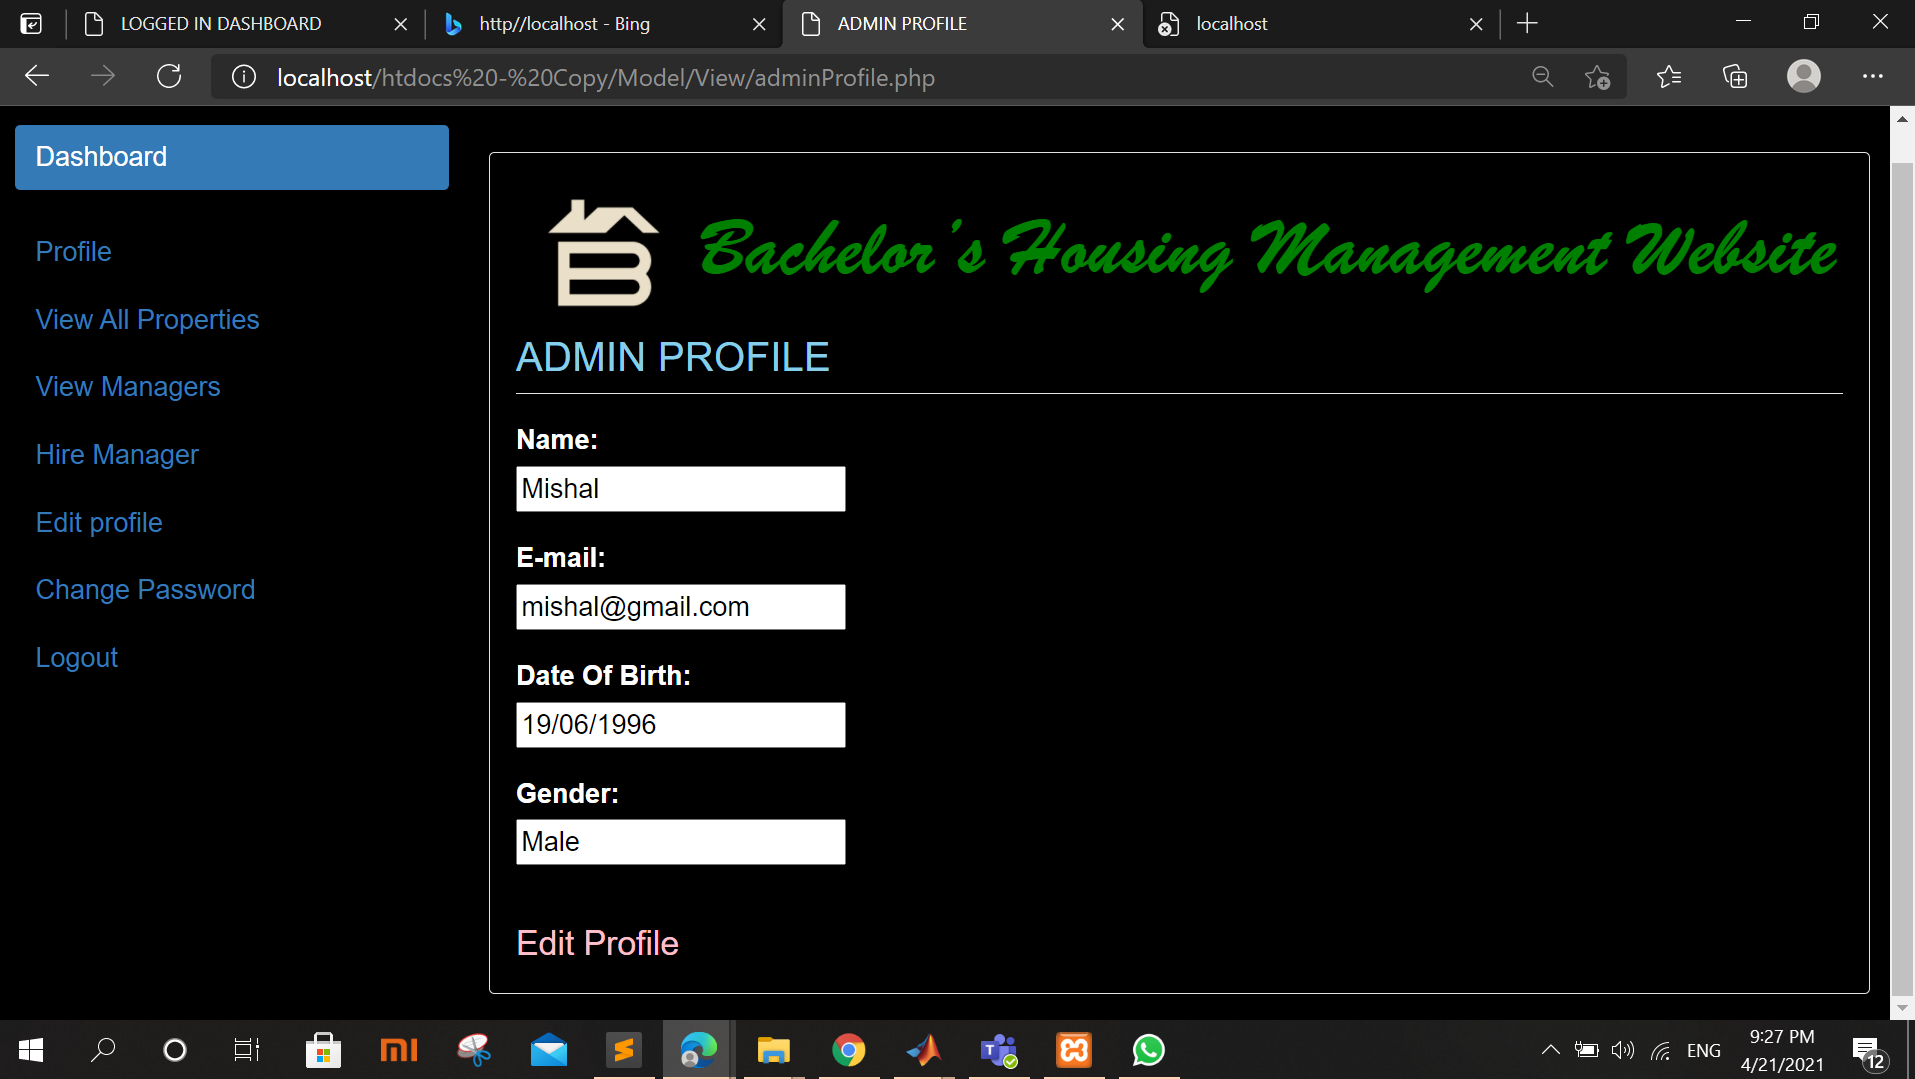 LOGGED IN DASHBOARD
http//localhost - Bing
ADMIN PROFILE
localhost
localhost/htdocs%20-%20Copy/Model/View/adminProfile.php
Dashboard
Profile
View All Properties
View Managers
Hire Manager
Edit profile
Change Password
Logout
B
Bachelor's Housing Management Website
ADMIN PROFILE
Name:
Mishal
E-mail:
mishal@gmail.com
Date Of Birth:
19/06/1996
Gender:
Male
Edit Profile
ENG
9:27 PM
4/21/2021
12